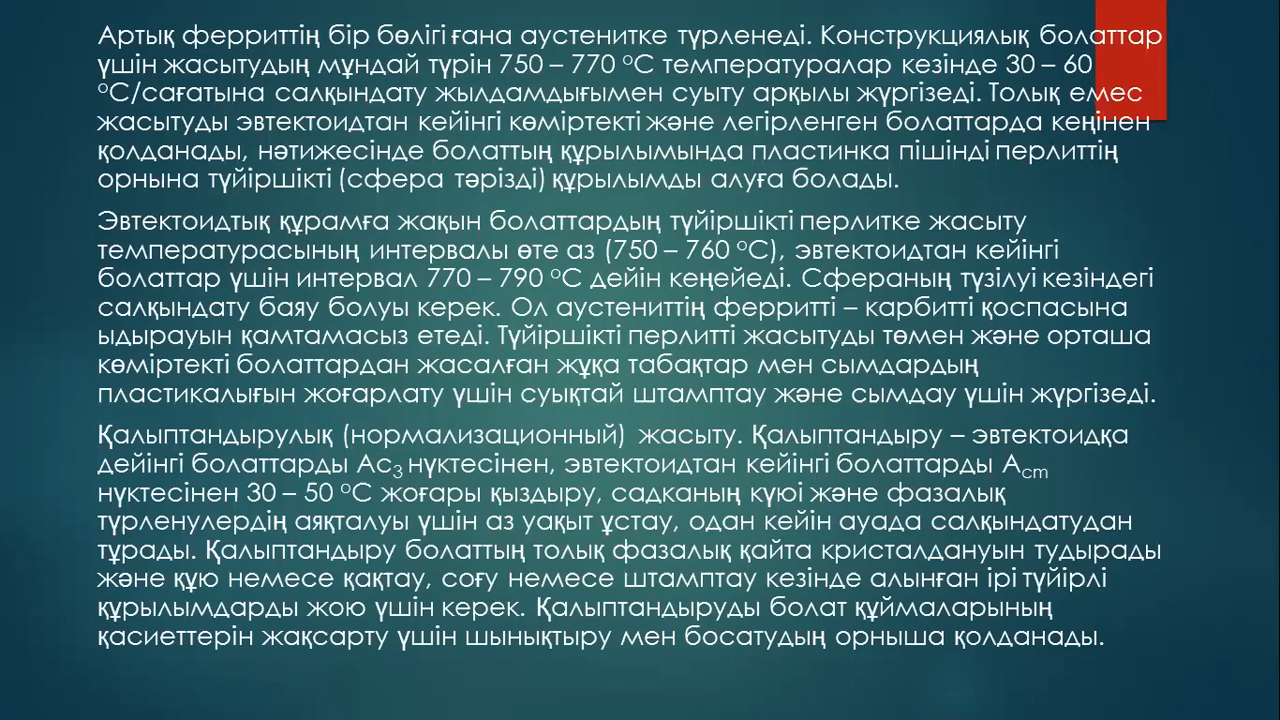 Артық ферриттің бір бөлігі ғана аустенитке түрленеді. Конструкциялық болаттар
үшін жасытудың мұндай түрін 750 – 770 ᵒС температуралар кезінде 30 – 60
ᵒС/сағатына салқындату жылдамдығымен суыту арқылы жүргізеді. Толық емес
жасытуды эвтектоидтан кейінгі көміртекті және легірленген болаттарда кеңінен
қолданады, нәтижесінде болаттың құрылымында пластинка пішінді перлиттің
орнына түйіршікті (сфера тәрізді) құрылымды алуға болады.
Эвтектоидтық құрамға жақын болаттардың түйіршікті перлитке жасыту
температурасының интервалы өте аз (750 – 760 ᵒС), эвтектоидтан кейінгі
болаттар үшін интервал 770 – 790 ᵒС дейін кеңейеді. Сфераның түзілуі кезіндегі
салқындату баяу болуы керек. Ол аустениттің ферритті – карбитті қоспасына
ыдырауын қамтамасыз етеді. Түйіршікті перлитті жасытуды төмен және орташа
көміртекті болаттардан жасалған жұқа табақтар мен сымдардың
пластикалығын жоғарлату үшін суықтай штамптау және сымдау үшін жүргізеді.
Қалыптандырулық (нормализационный) жасыту. Қалыптандыру – эвтектоидқа
дейінгі болаттарды Ас₃ нүктесінен, эвтектоидтан кейінгі болаттарды Аcm
нүктесінен 30 – 50 ᵒС жоғары қыздыру, садканың күюі және фазалық
түрленулердің аяқталуы үшін аз уақыт ұстау, одан кейін ауада салқындатудан
тұрады. Қалыптандыру болаттың толық фазалық қайта кристалдануын тудырады
және құю немесе қақтау, соғу немесе штамптау кезінде алынған ірі түйірлі
құрылымдарды жою үшін керек. Қалыптандыруды болат құймаларының
қасиеттерін жақсарту үшін шынықтыру мен босатудың орныша қолданады.